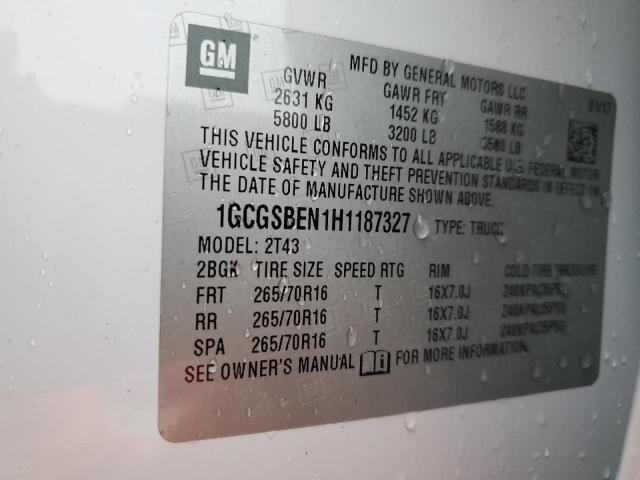 GM
MFD BY GENERAL MOTORS LLC
GVWR GAWR FRT GAWR RR
2631 KG 1452 KG 1588 KG
5800 LB 3200 LB 3500 LB
THIS VEHICLE CONFORMS TO ALL APPLICABLE U.S. FEDERAL MOTOR
VEHICLE SAFETY AND THEFT PREVENTION STANDARDS IN EFFECT ON
THE DATE OF MANUFACTURE SHOWN ABOVE.
1GCGSBEN1H1187327 TYPE: TRUCK
MODEL: 2T43
2BGK TIRE SIZE SPEED RTG RIM COLD TIRE PRESSURE
FRT 265/70R16 T 16X7.0J 240KPA(35PSI)
RR 265/70R16 T 16X7.0J 240KPA(35PSI)
SPA 265/70R16 T 16X7.0J 240KPA(35PSI)
SEE OWNER'S MANUAL FOR MORE INFORMATION.